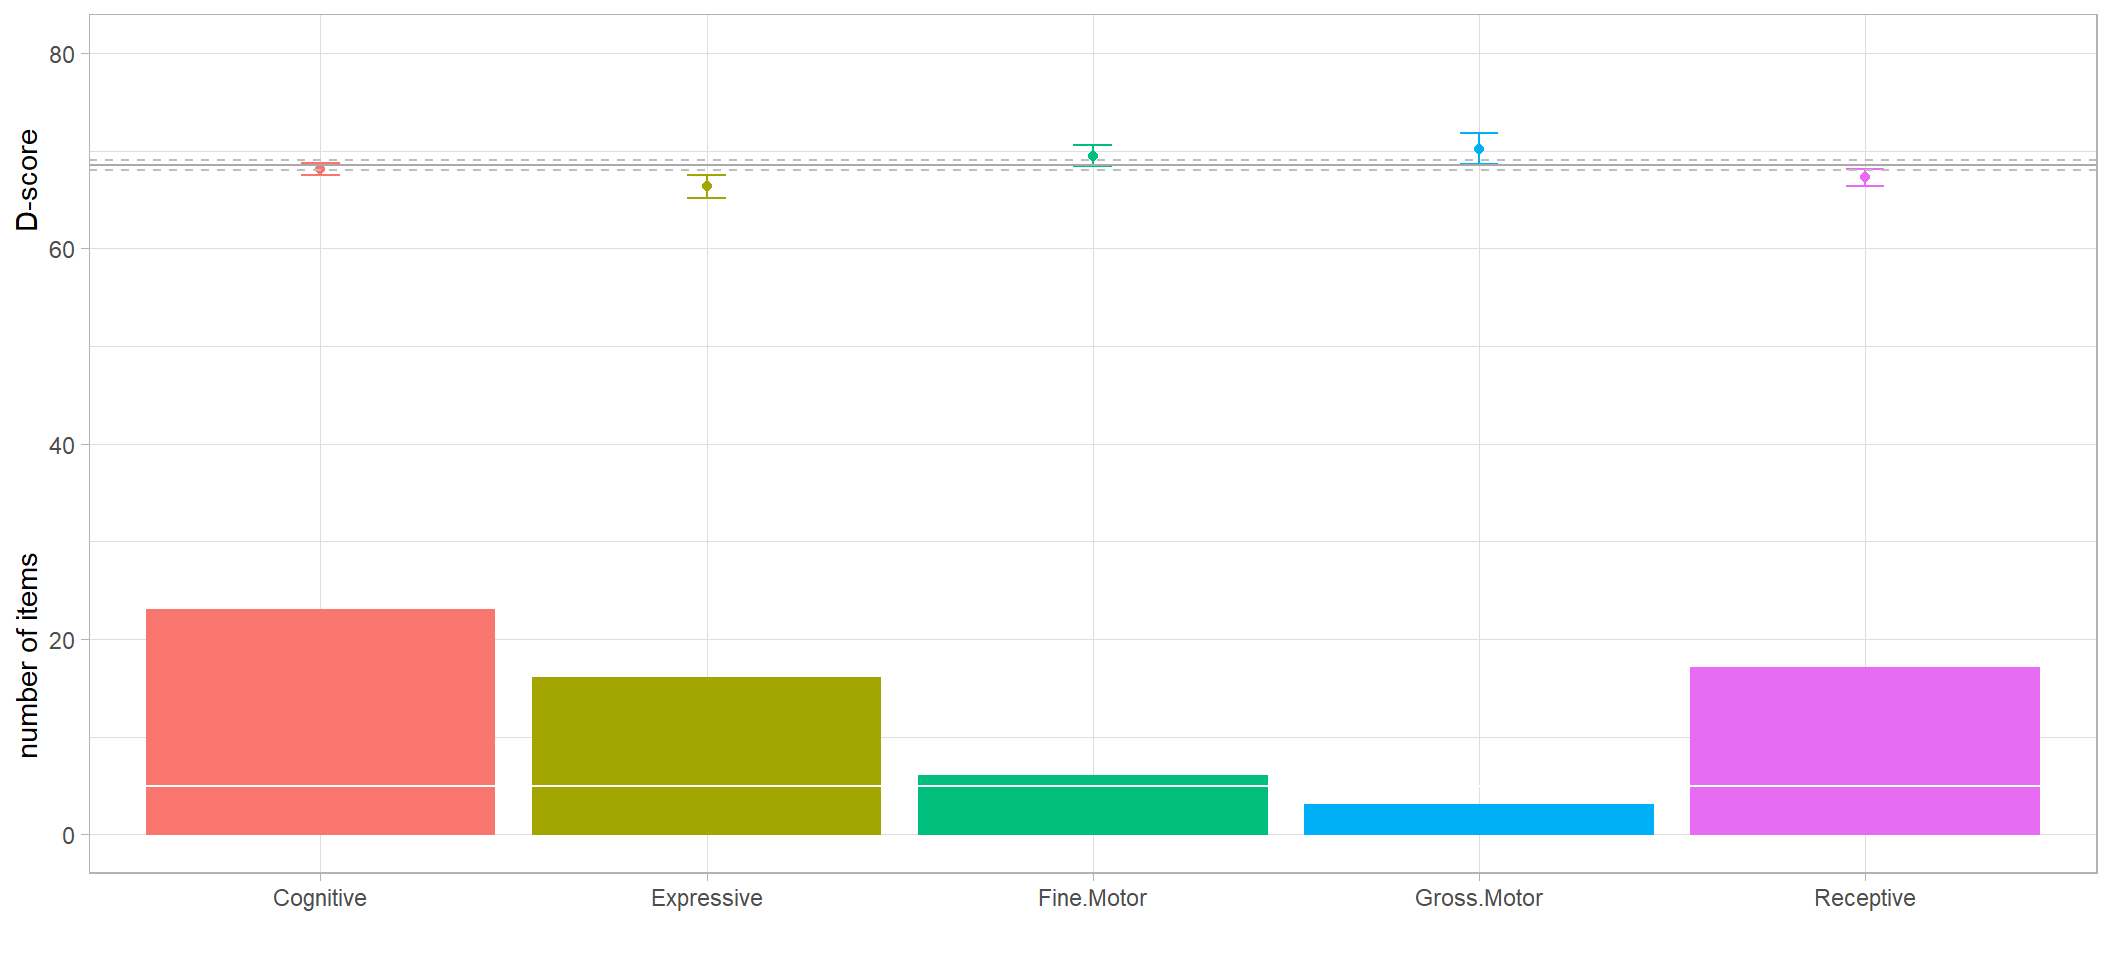 80
60
40
20
0
D-score
number of items
Cognitive
Expressive
Fine.Motor
Gross.Motor
Receptive